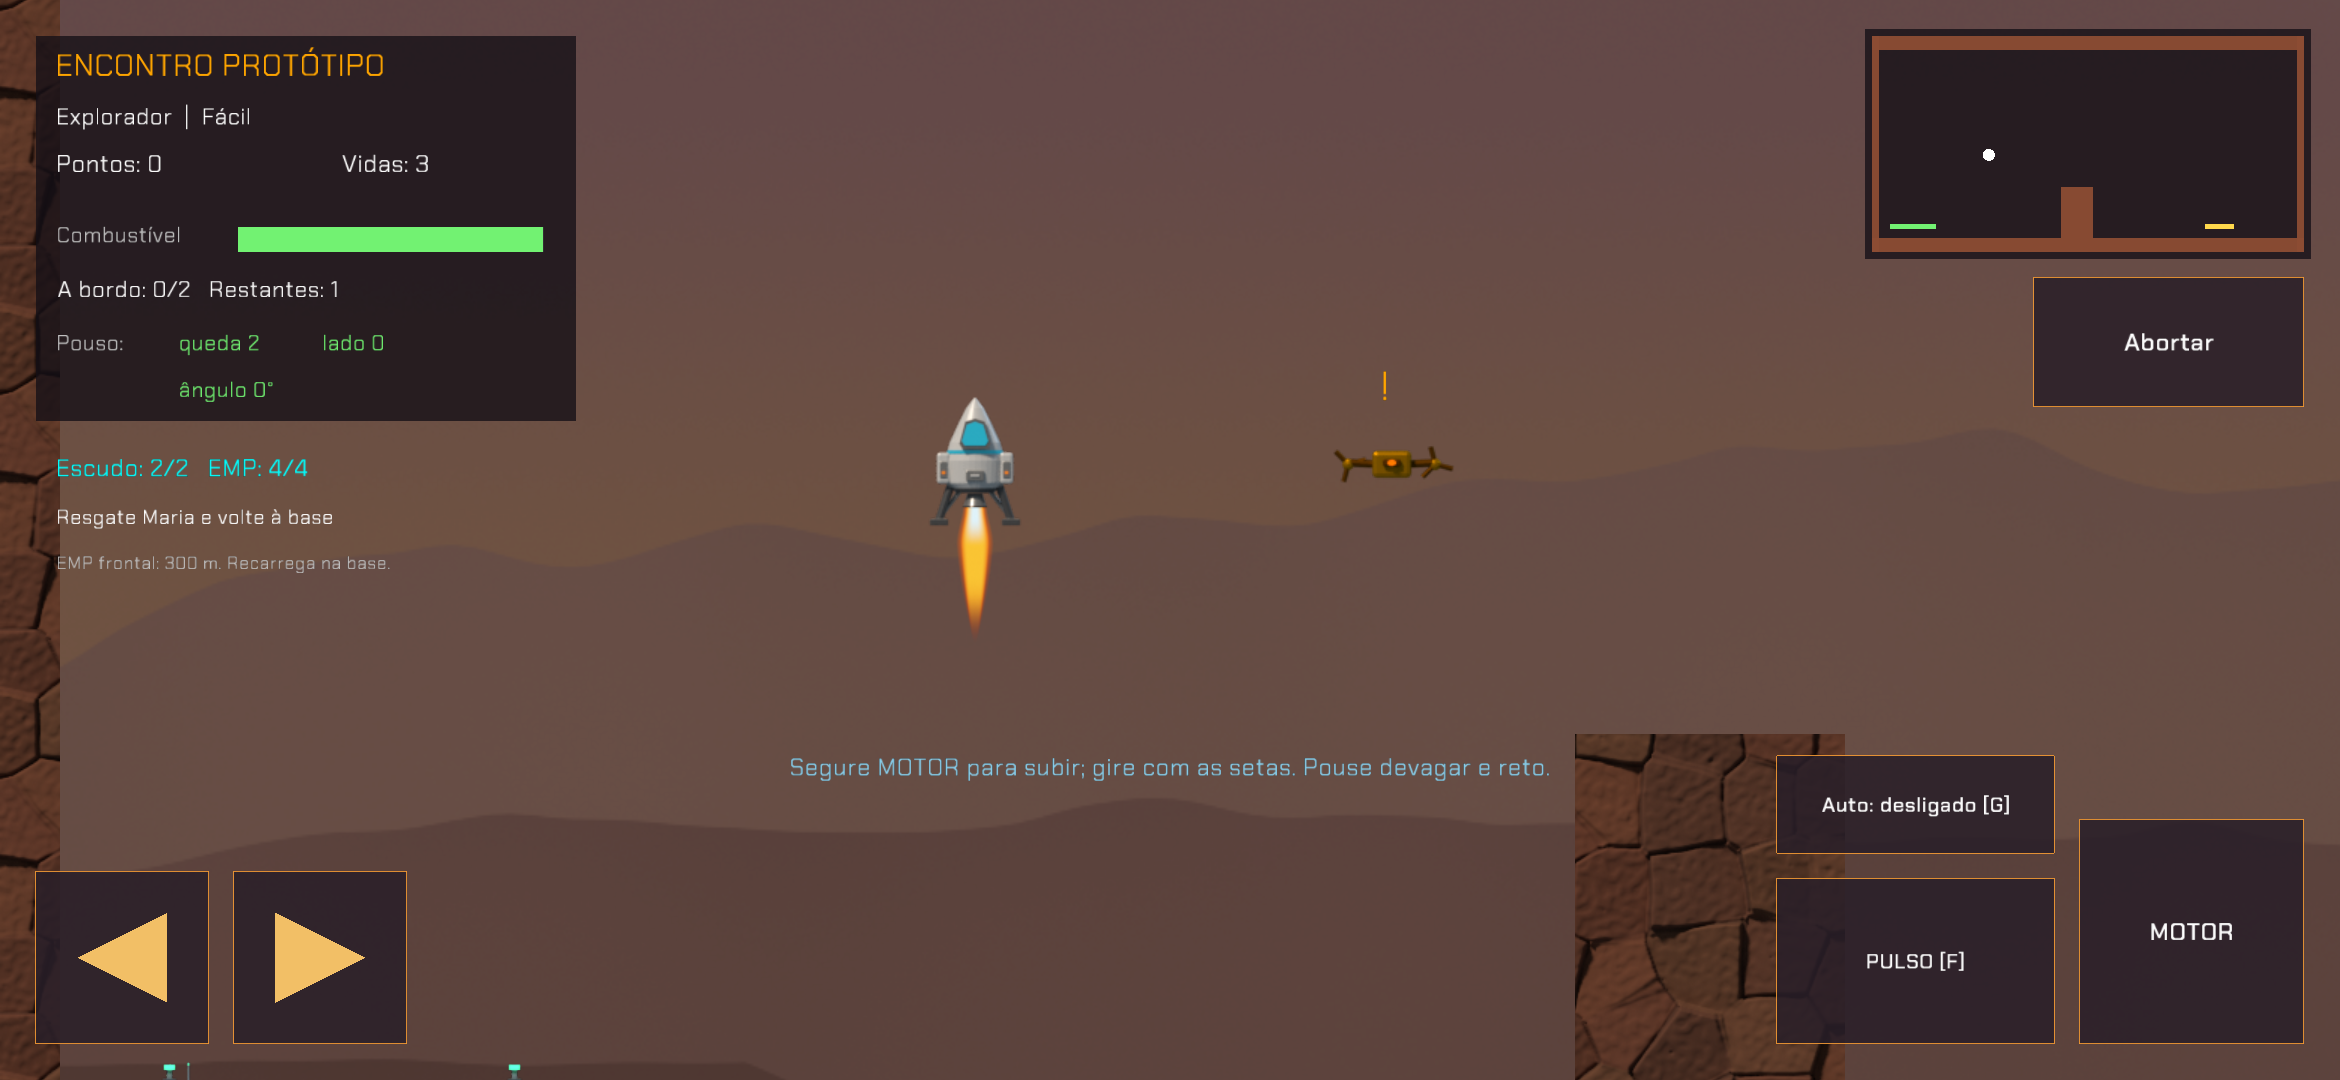 ENCONTRO PROTÓTIPO
Explorador | Fácil
Pontos: 0 Vidas: 3
Combustível
A bordo: 0/2 Restantes: 1
Pouso: queda 2 lado 0
ângulo 0°
Escudo: 2/2 EMP: 4/4
Resgate Maria e volte à base
EMP frontal: 300 m. Recarrega na base.
Abortar
!
Segure MOTOR para subir; gire com as setas. Pouse devagar e reto.
Auto: desligado [G]
PULSO [F]
MOTOR